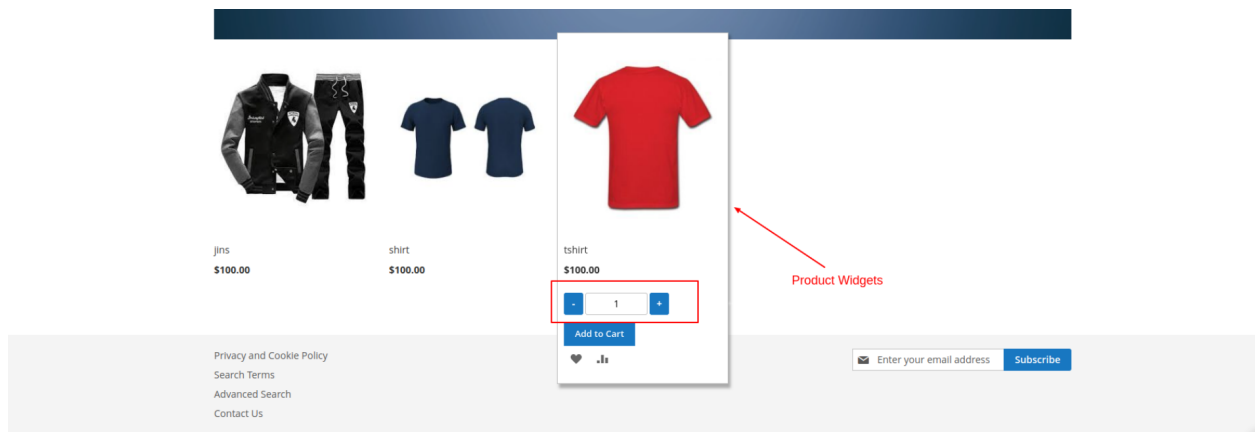 jins
$100.00
shirt
$100.00
tshirt
$100.00
- 1 +
Add to Cart
Product Widgets
Privacy and Cookie Policy
Search Terms
Advanced Search
Contact Us
Enter your email address Subscribe